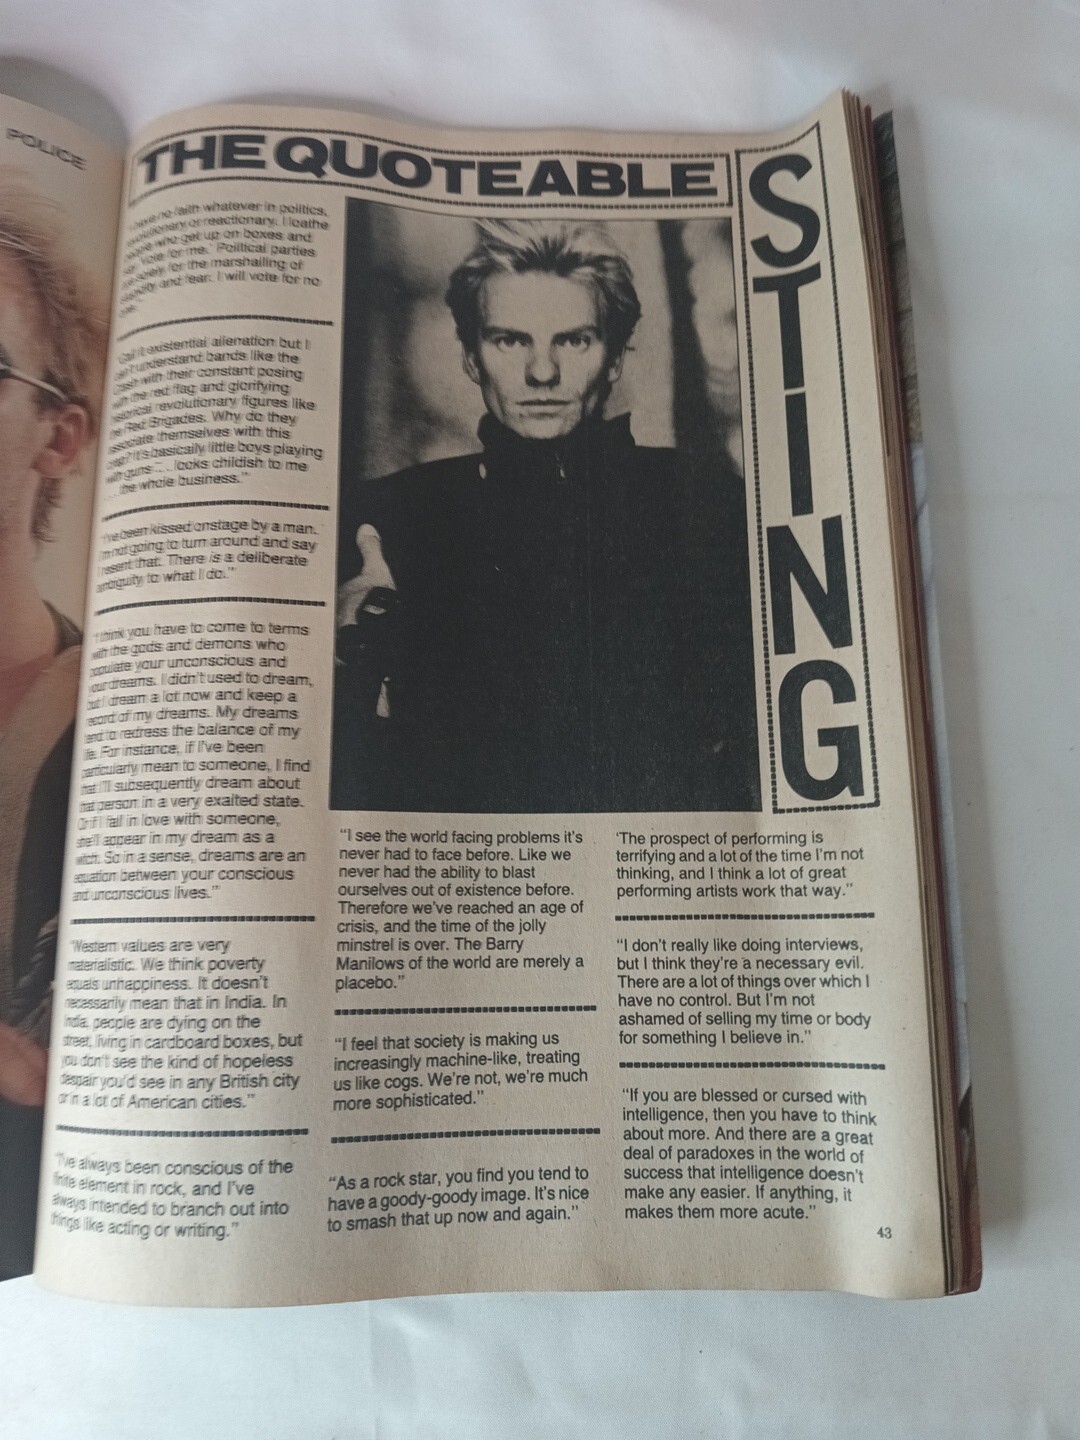 POLICE
THE QUOTEABLE
STING
have no faith whatever in politics,
revolutionary or reactionary. I loathe
people who get up on boxes and
say 'Vote for me.' Political parties
are solely for the marshalling of
stupidity and fear. I will vote for no
one."
"Call it existential alienation but I
can't understand bands like the
Clash with their constant posing
with the red flag and glorifying
historical revolutionary figures like
the Red Brigades. Why do they
associate themselves with this
crap? It's basically little boys playing
with guns . . . looks childish to me
. . . the whole business."
"I've been kissed onstage by a man.
I'm not going to turn around and say
I resent that. There is a deliberate
ambiguity to what I do."
"I think you have to come to terms
with the gods and demons who
populate your unconscious and
your dreams. I didn't used to dream,
but I dream a lot now and keep a
record of my dreams. My dreams
tend to redress the balance of my
life. For instance, if I've been
particularly mean to someone, I find
that I'll subsequently dream about
that person in a very exalted state.
Or if I fall in love with someone,
she'll appear in my dream as a
witch. So in a sense, dreams are an
equation between your conscious
and unconscious lives."
"Western values are very
materialistic. We think poverty
equals unhappiness. It doesn't
necessarily mean that in India. In
India, people are dying on the
street, living in cardboard boxes, but
you don't see the kind of hopeless
despair you'd see in any British city
or in a lot of American cities."
"I've always been conscious of the
finite element in rock, and I've
always intended to branch out into
things like acting or writing."
"I see the world facing problems it's
never had to face before. Like we
never had the ability to blast
ourselves out of existence before.
Therefore we've reached an age of
crisis, and the time of the jolly
minstrel is over. The Barry
Manilows of the world are merely a
placebo."
"I feel that society is making us
increasingly machine-like, treating
us like cogs. We're not, we're much
more sophisticated."
"As a rock star, you find you tend to
have a goody-goody image. It's nice
to smash that up now and again."
'The prospect of performing is
terrifying and a lot of the time I'm not
thinking, and I think a lot of great
performing artists work that way."
"I don't really like doing interviews,
but I think they're a necessary evil.
There are a lot of things over which I
have no control. But I'm not
ashamed of selling my time or body
for something I believe in."
"If you are blessed or cursed with
intelligence, then you have to think
about more. And there are a great
deal of paradoxes in the world of
success that intelligence doesn't
make any easier. If anything, it
makes them more acute."
43